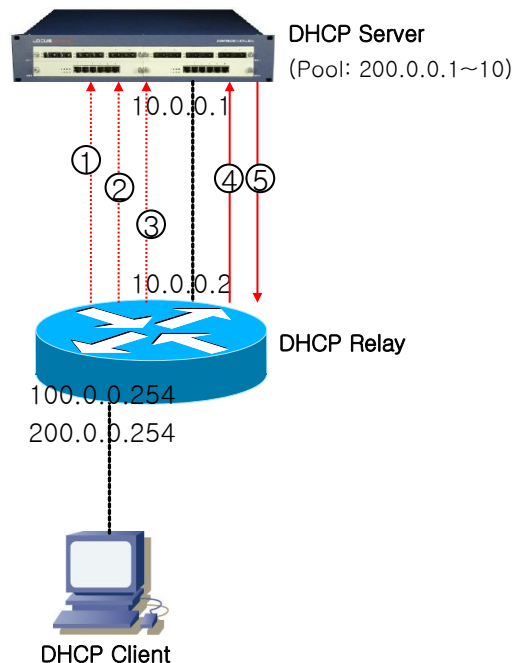 DHCP Server
(Pool: 200.0.0.1~10)
10.0.0.1
①
②
③
④
⑤
10.0.0.2
DHCP Relay
100.0.0.254
200.0.0.254
DHCP Client